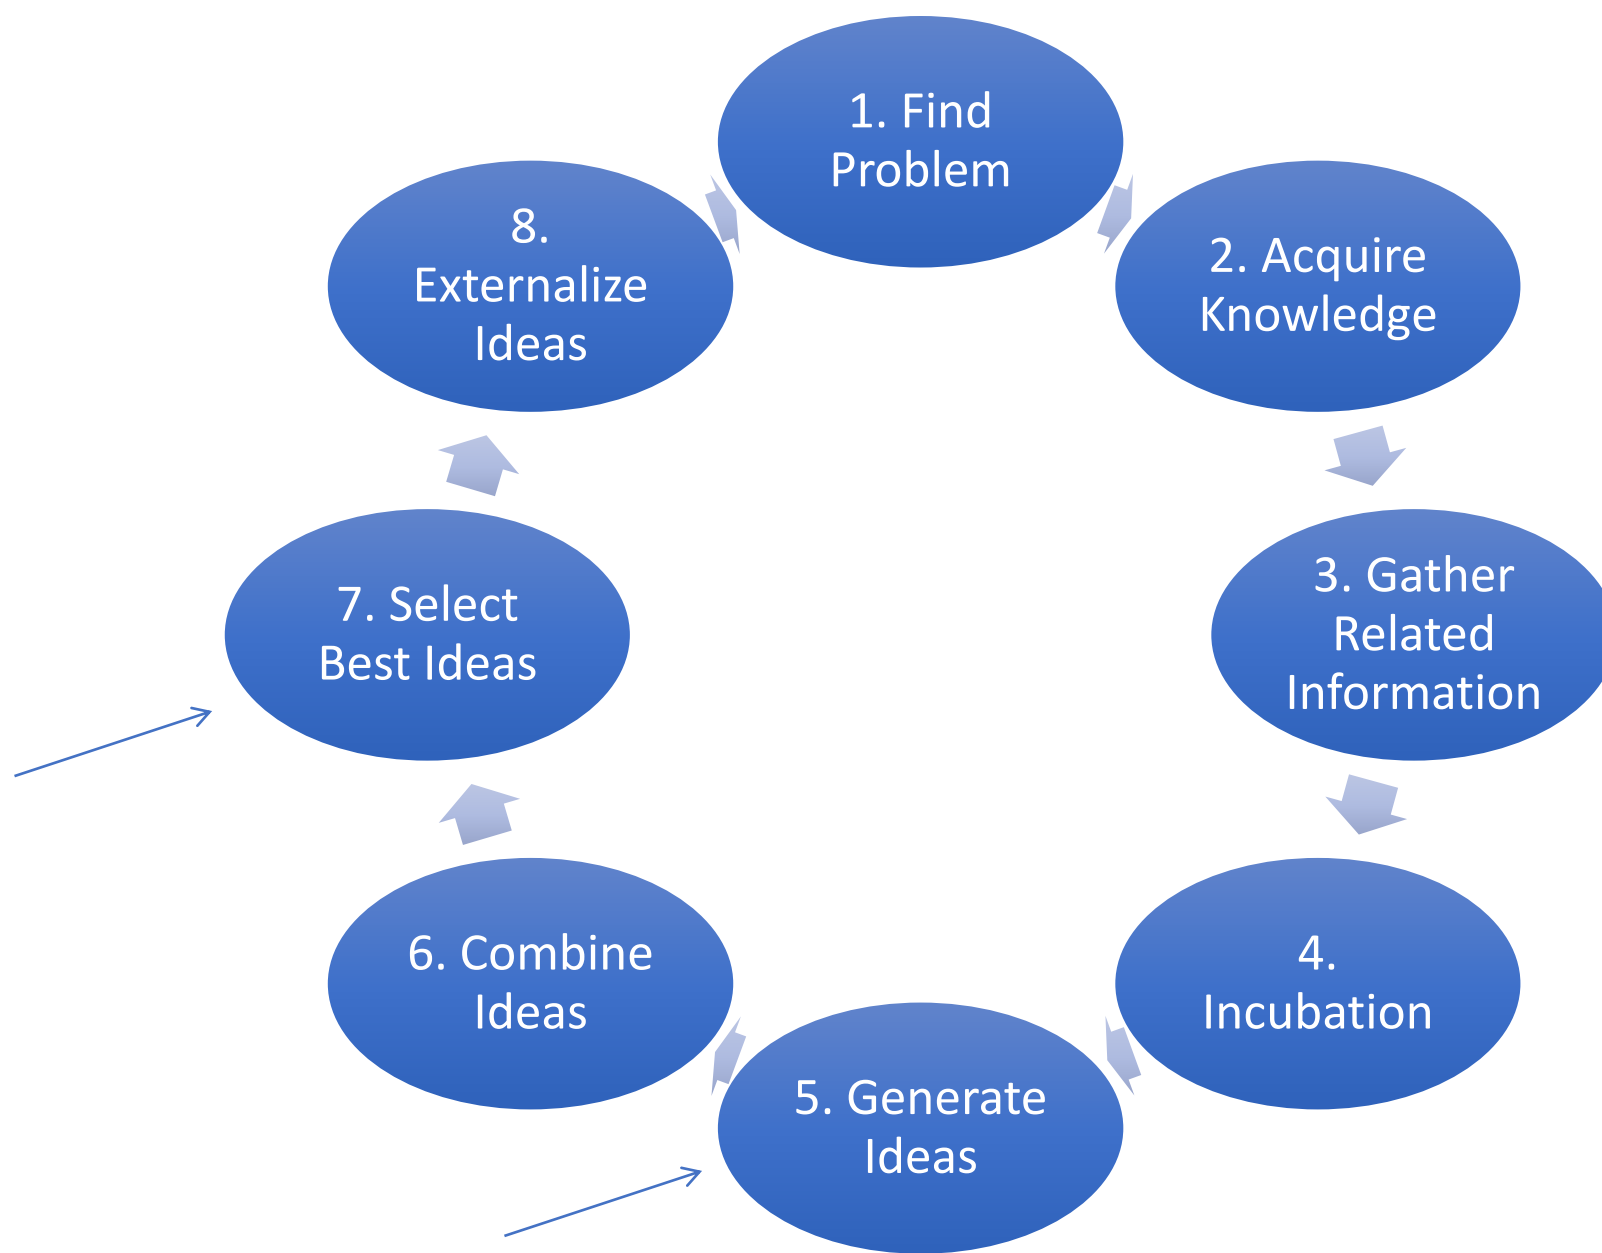 1. Find
Problem
2. Acquire
Knowledge
3. Gather
Related
Information
4.
Incubation
5. Generate
Ideas
6. Combine
Ideas
7. Select
Best Ideas
8.
Externalize
Ideas